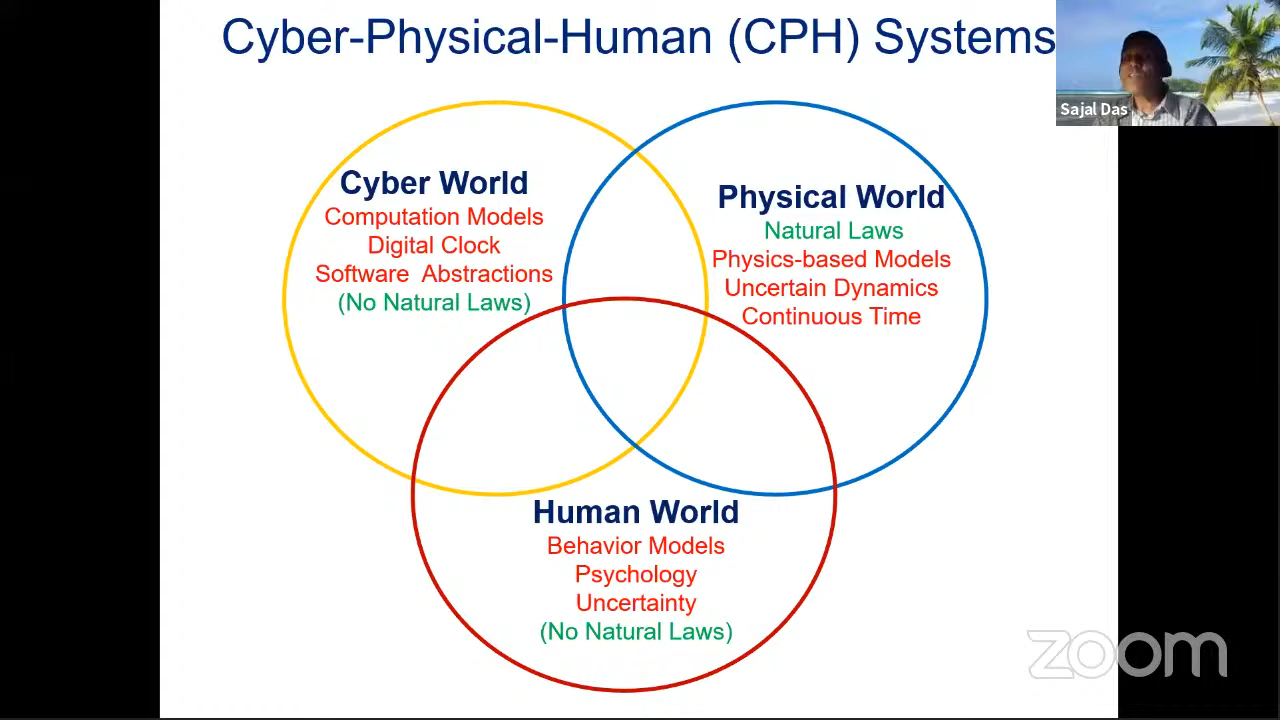 Cyber-Physical-Human (CPH) Systems
Sajal Das
Cyber World
Computation Models
Digital Clock
Software Abstractions
(No Natural Laws)
Physical World
Natural Laws
Physics-based Models
Uncertain Dynamics
Continuous Time
Human World
Behavior Models
Psychology
Uncertainty
(No Natural Laws)
zoom